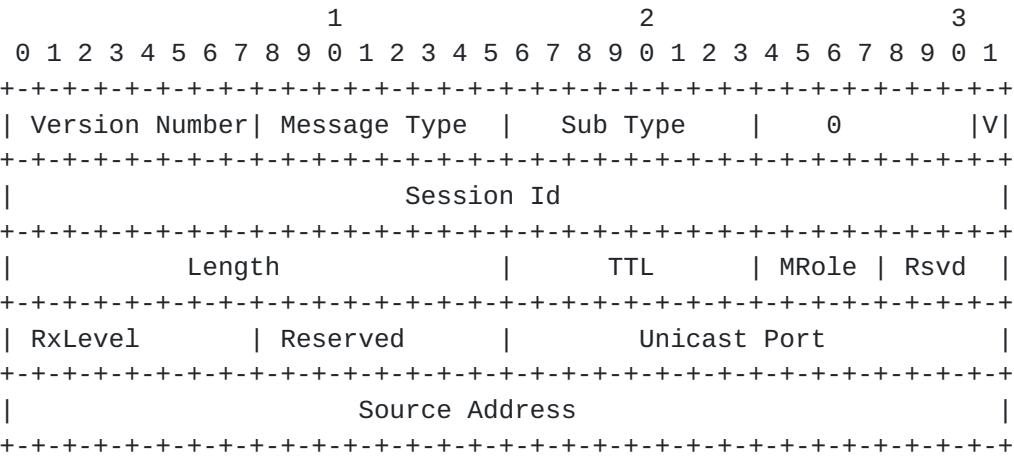 1                   2                   3
 0 1 2 3 4 5 6 7 8 9 0 1 2 3 4 5 6 7 8 9 0 1 2 3 4 5 6 7 8 9 0 1
+-+-+-+-+-+-+-+-+-+-+-+-+-+-+-+-+-+-+-+-+-+-+-+-+-+-+-+-+-+-+-+-+
| Version Number| Message Type  |   Sub Type    |    0        |V|
+-+-+-+-+-+-+-+-+-+-+-+-+-+-+-+-+-+-+-+-+-+-+-+-+-+-+-+-+-+-+-+-+
|                         Session Id                            |
+-+-+-+-+-+-+-+-+-+-+-+-+-+-+-+-+-+-+-+-+-+-+-+-+-+-+-+-+-+-+-+-+
|           Length              |      TTL      | MRole | Rsvd  |
+-+-+-+-+-+-+-+-+-+-+-+-+-+-+-+-+-+-+-+-+-+-+-+-+-+-+-+-+-+-+-+-+
| RxLevel       | Reserved      |        Unicast Port           |
+-+-+-+-+-+-+-+-+-+-+-+-+-+-+-+-+-+-+-+-+-+-+-+-+-+-+-+-+-+-+-+-+
|                      Source Address                           |
+-+-+-+-+-+-+-+-+-+-+-+-+-+-+-+-+-+-+-+-+-+-+-+-+-+-+-+-+-+-+-+-+